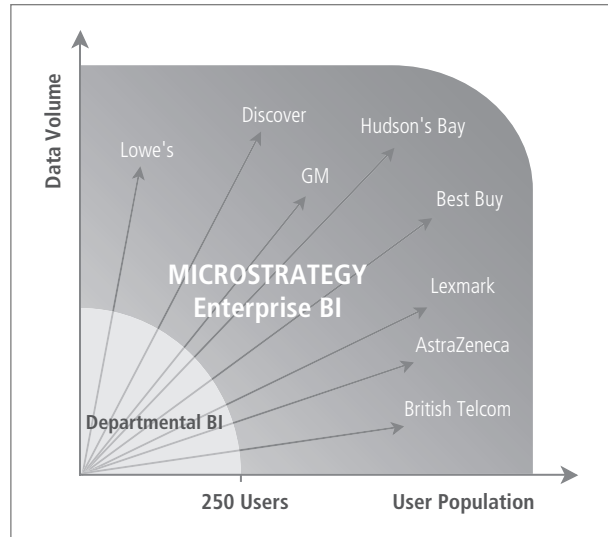 Data Volume
Discover
Hudson's Bay
Lowe's
GM
Best Buy
MICROSTRATEGY
Enterprise BI
Lexmark
AstraZeneca
British Telcom
Departmental BI
250 Users
User Population